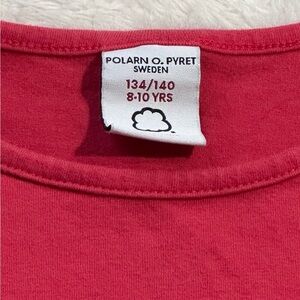 POLARN O. PYRET
SWEDEN
134/140
8-10 YRS